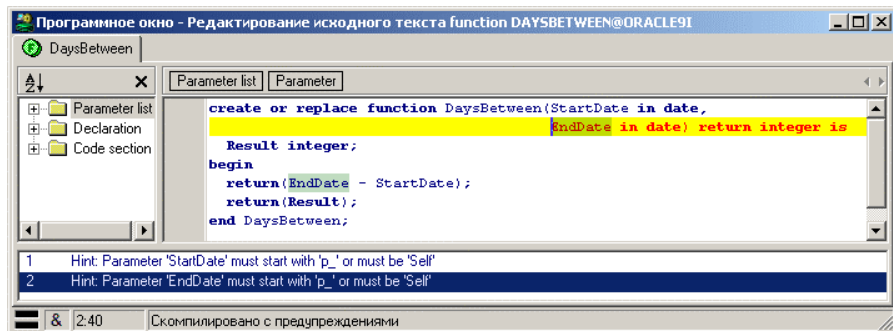 Программное окно - Редактирование исходного текста function DAYSBETWEEN@ORACLE9I
F DaysBetween
Parameter list Parameter
Parameter list
Declaration
Code section
create or replace function DaysBetween(StartDate in date,
EndDate in date) return integer is
Result integer;
begin
return(EndDate - StartDate);
return(Result);
end DaysBetween;
1 Hint: Parameter 'StartDate' must start with 'p_' or must be 'Self'
2 Hint: Parameter 'EndDate' must start with 'p_' or must be 'Self'
& 2:40 Скомпилировано с предупреждениями